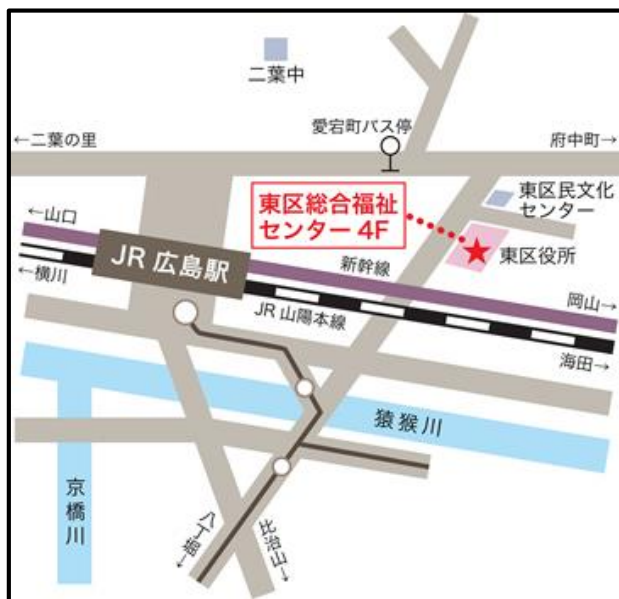 二葉中
愛宕町バス停
←二葉の里
府中町→
東区民文化
センター
東区総合福祉
センター 4F
←山口
JR 広島駅
東区役所
新幹線
←横川
岡山→
JR 山陽本線
海田→
猿猴川
京橋川
八丁堀→
比治山→